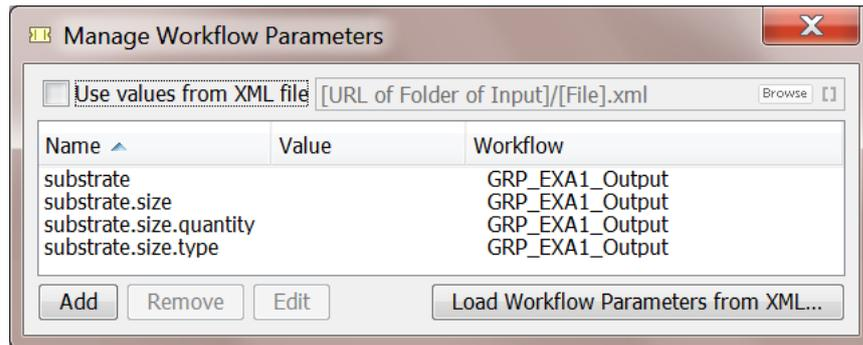 Manage Workflow Parameters
X
Use values from XML file [URL of Folder of Input]/[File].xml Browse []
Name Value Workflow
substrate GRP_EXA1_Output
substrate.size GRP_EXA1_Output
substrate.size.quantity GRP_EXA1_Output
substrate.size.type GRP_EXA1_Output
Add Remove Edit Load Workflow Parameters from XML...